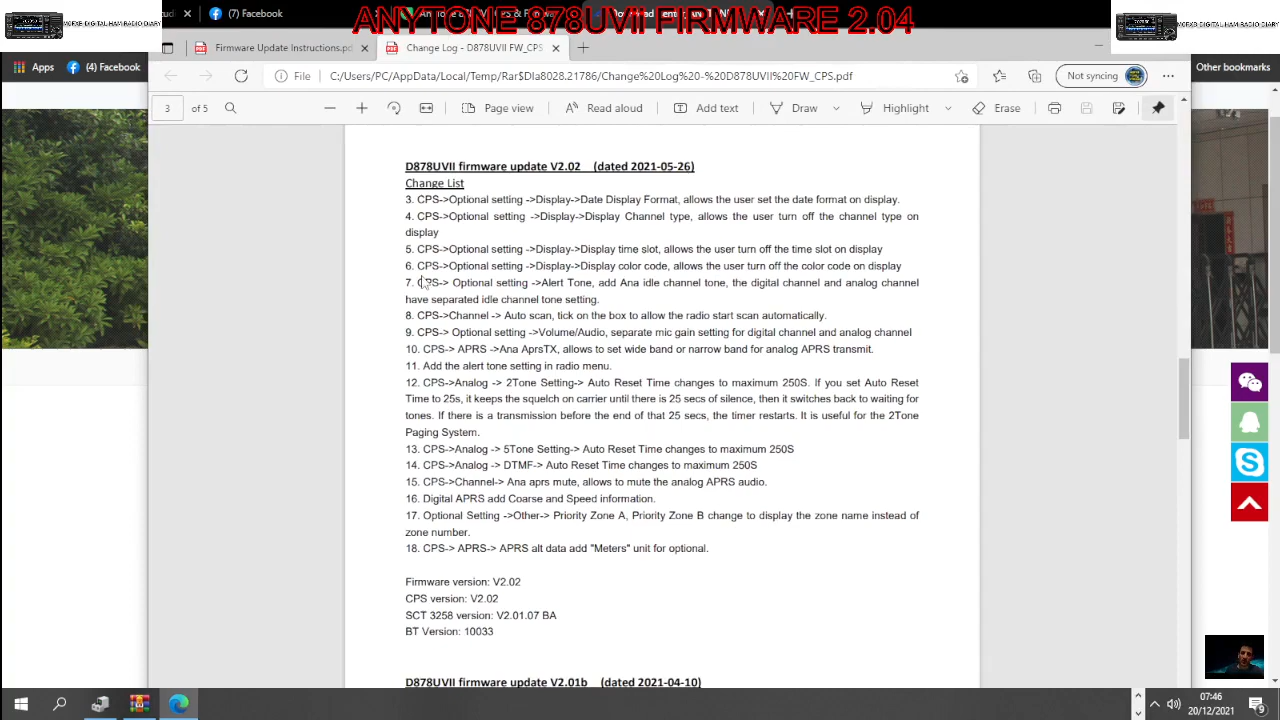 ANYTONE 878UVII FIRMWARE 2.04
M0FXB-DIGITAL-HAM-RADIO DIARY
(7) Facebook
Firmware Update Instructions.pd
Change Log - D878UVII FW_CPS
Apps
(4) Facebook
File
C:/Users/PC/AppData/Local/Temp/Rar$DIa8028.21786/Change%20Log%20-%20D878UVII%20FW_CPS.pdf
Not syncing
Other bookmarks
3
of 5
Page view
Read aloud
Add text
Draw
Highlight
Erase
D878UVII firmware update V2.02 (dated 2021-05-26)
Change List
3. CPS->Optional setting ->Display->Date Display Format, allows the user set the date format on display.
4. CPS->Optional setting ->Display->Display Channel type, allows the user turn off the channel type on
display
5. CPS->Optional setting ->Display->Display time slot, allows the user turn off the time slot on display
6. CPS->Optional setting ->Display->Display color code, allows the user turn off the color code on display
7. CPS-> Optional setting ->Alert Tone, add Ana idle channel tone, the digital channel and analog channel
have separated idle channel tone setting.
8. CPS->Channel -> Auto scan, tick on the box to allow the radio start scan automatically.
9. CPS-> Optional setting ->Volume/Audio, separate mic gain setting for digital channel and analog channel
10. CPS-> APRS ->Ana AprsTX, allows to set wide band or narrow band for analog APRS transmit.
11. Add the alert tone setting in radio menu.
12. CPS->Analog -> 2Tone Setting-> Auto Reset Time changes to maximum 250S. If you set Auto Reset
Time to 25s, it keeps the squelch on carrier until there is 25 secs of silence, then it switches back to waiting for
tones. If there is a transmission before the end of that 25 secs, the timer restarts. It is useful for the 2Tone
Paging System.
13. CPS->Analog -> 5Tone Setting-> Auto Reset Time changes to maximum 250S
14. CPS->Analog -> DTMF-> Auto Reset Time changes to maximum 250S
15. CPS->Channel-> Ana aprs mute, allows to mute the analog APRS audio.
16. Digital APRS add Coarse and Speed information.
17. Optional Setting ->Other-> Priority Zone A, Priority Zone B change to display the zone name instead of
zone number.
18. CPS-> APRS-> APRS alt data add "Meters" unit for optional.
Firmware version: V2.02
CPS version: V2.02
SCT 3258 version: V2.01.07 BA
BT Version: 10033
D878UVII firmware update V2.01b (dated 2021-04-10)
07:46
20/12/2021
9